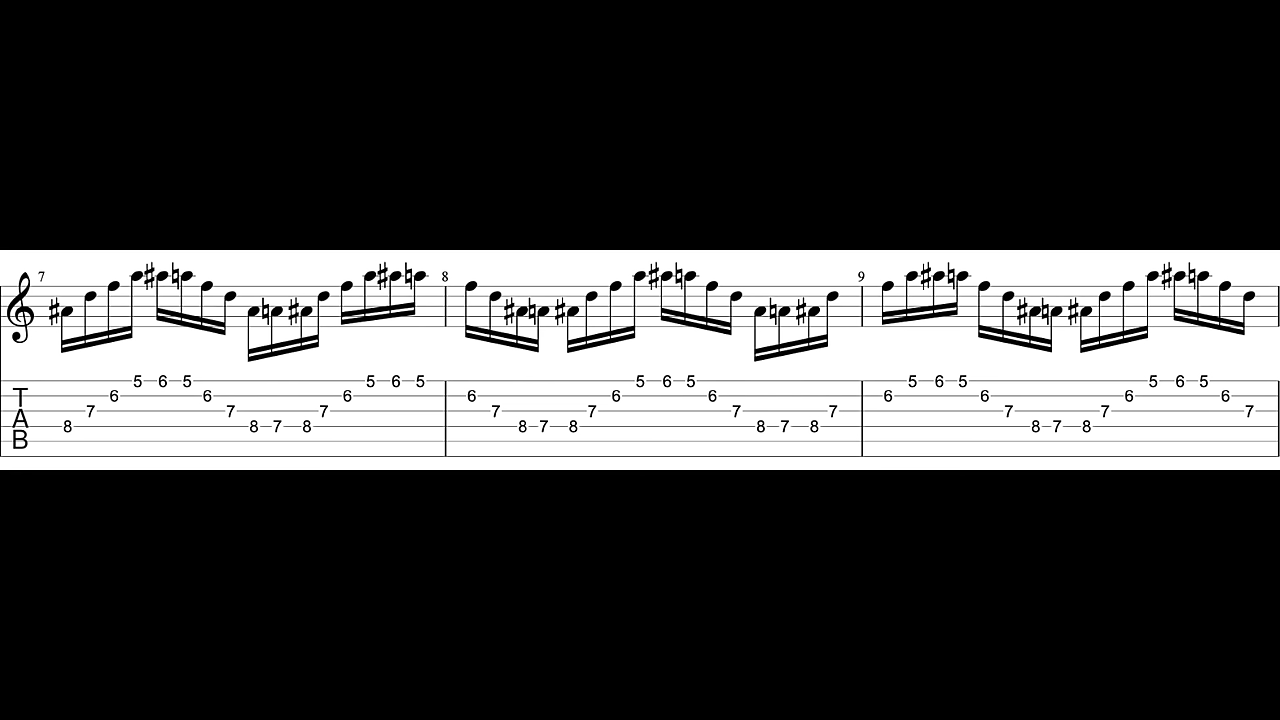 7 8 9
5 6 5 5 6 5 5 6 5 5 6 5 5 6 5
T 6 6 6 6 6 6 6 6 6 6
A 7 7 7 7 7 7 7 7 7 7
8 8 7 8 8 7 8 8 7 8 8 7 8
B